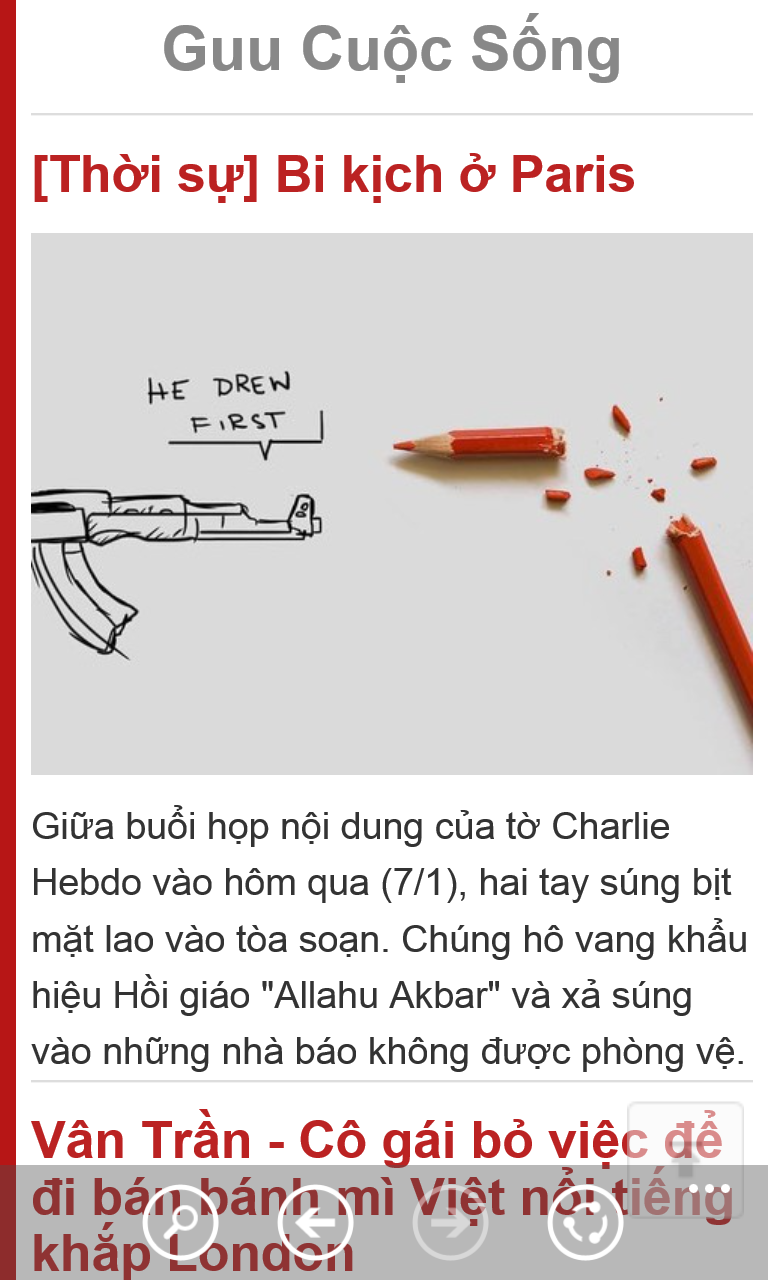 Guu Cuộc Sống
[Thời sự] Bi kịch ở Paris
HE DREW
FIRST
Giữa buổi họp nội dung của tờ Charlie
Hebdo vào hôm qua (7/1), hai tay súng bịt
mặt lao vào tòa soạn. Chúng hô vang khẩu
hiệu Hồi giáo "Allahu Akbar" và xả súng
vào những nhà báo không được phòng vệ.
Vân Trần - Cô gái bỏ việc để
đi bán bánh mì Việt nổi tiếng
khắp London